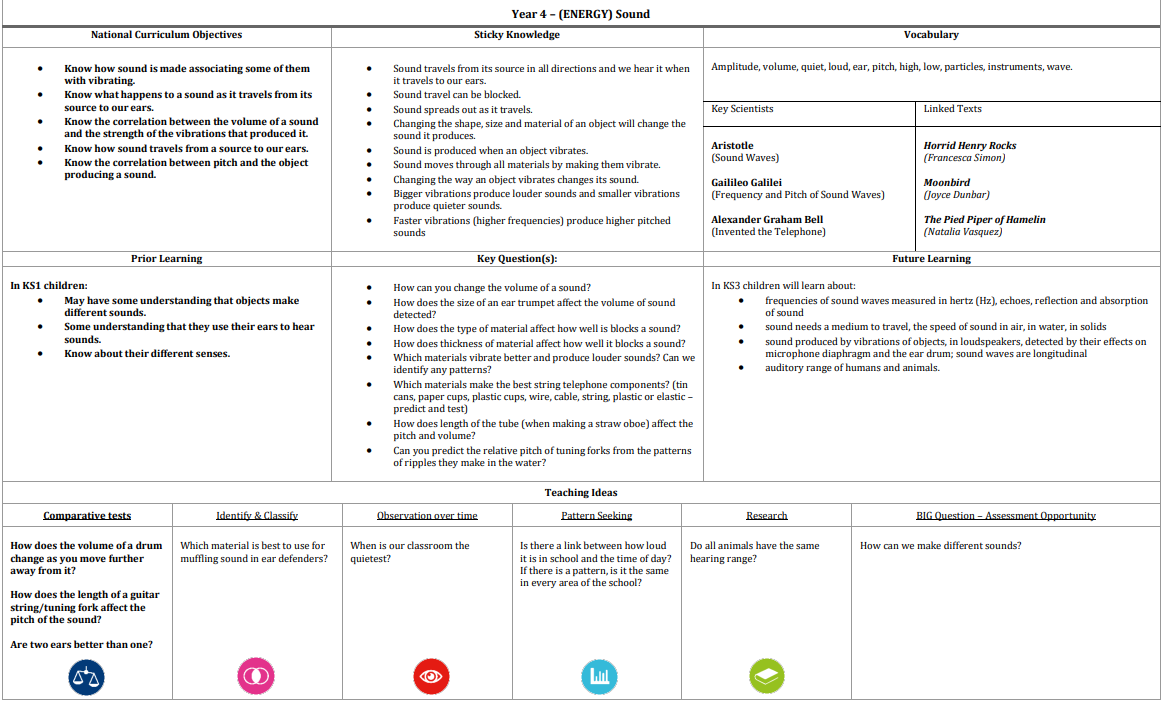 Year 4 – (ENERGY) Sound
National Curriculum Objectives
Sticky Knowledge
Vocabulary
• Know how sound is made associating some of them
with vibrating.
• Know what happens to a sound as it travels from its
source to our ears.
• Know the correlation between the volume of a sound
and the strength of the vibrations that produced it.
• Know how sound travels from a source to our ears.
• Know the correlation between pitch and the object
producing a sound.
• Sound travels from its source in all directions and we hear it when
it travels to our ears.
• Sound travel can be blocked.
• Sound spreads out as it travels.
• Changing the shape, size and material of an object will change the
sound it produces.
• Sound is produced when an object vibrates.
• Sound moves through all materials by making them vibrate.
• Changing the way an object vibrates changes its sound.
• Bigger vibrations produce louder sounds and smaller vibrations
produce quieter sounds.
• Faster vibrations (higher frequencies) produce higher pitched
sounds
Amplitude, volume, quiet, loud, ear, pitch, high, low, particles, instruments, wave.
Key Scientists
Linked Texts
Aristotle
(Sound Waves)
Gailileo Galilei
(Frequency and Pitch of Sound Waves)
Alexander Graham Bell
(Invented the Telephone)
Horrid Henry Rocks
(Francesca Simon)
Moonbird
(Joyce Dunbar)
The Pied Piper of Hamelin
(Natalia Vasquez)
Prior Learning
Key Question(s):
Future Learning
In KS1 children:
• May have some understanding that objects make
different sounds.
• Some understanding that they use their ears to hear
sounds.
• Know about their different senses.
• How can you change the volume of a sound?
• How does the size of an ear trumpet affect the volume of sound
detected?
• How does the type of material affect how well is blocks a sound?
• How does thickness of material affect how well it blocks a sound?
• Which materials vibrate better and produce louder sounds? Can we
identify any patterns?
• Which materials make the best string telephone components? (tin
cans, paper cups, plastic cups, wire, cable, string, plastic or elastic –
predict and test)
• How does length of the tube (when making a straw oboe) affect the
pitch and volume?
• Can you predict the relative pitch of tuning forks from the patterns
of ripples they make in the water?
In KS3 children will learn about:
• frequencies of sound waves measured in hertz (Hz), echoes, reflection and absorption
of sound
• sound needs a medium to travel, the speed of sound in air, in water, in solids
• sound produced by vibrations of objects, in loudspeakers, detected by their effects on
microphone diaphragm and the ear drum; sound waves are longitudinal
• auditory range of humans and animals.
Teaching Ideas
Comparative tests
Identify & Classify
Observation over time
Pattern Seeking
Research
BIG Question – Assessment Opportunity
How does the volume of a drum
change as you move further
away from it?
How does the length of a guitar
string/tuning fork affect the
pitch of the sound?
Are two ears better than one?
Which material is best to use for
muffling sound in ear defenders?
When is our classroom the
quietest?
Is there a link between how loud
it is in school and the time of day?
If there is a pattern, is it the same
in every area of the school?
Do all animals have the same
hearing range?
How can we make different sounds?